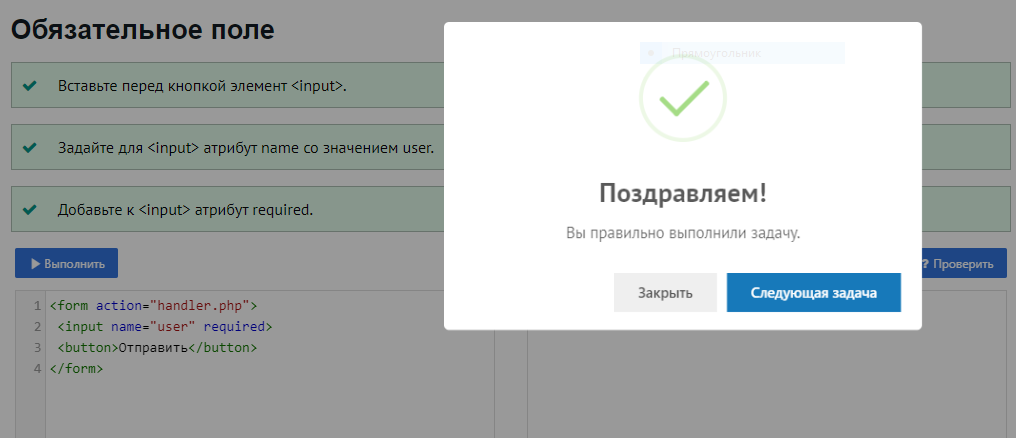 Обязательное поле
Вставьте перед кнопкой элемент <input>.
Задайте для <input> атрибут name со значением user.
Добавьте к <input> атрибут required.
Прямоугольник
Поздравляем!
Вы правильно выполнили задачу.
Закрыть
Следующая задача
Выполнить
? Проверить
1 <form action="handler.php">
2 <input name="user" required>
3 <button>Отправить</button>
4 </form>